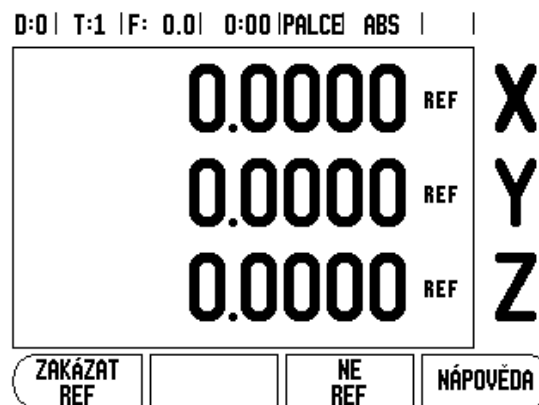 D:0 | T:1 | F: 0.0 | 0:00 | PALCE | ABS | |
0.0000 REF X
0.0000 REF Y
0.0000 REF Z
ZAKÁZAT REF
NE REF
NÁPOVĚDA